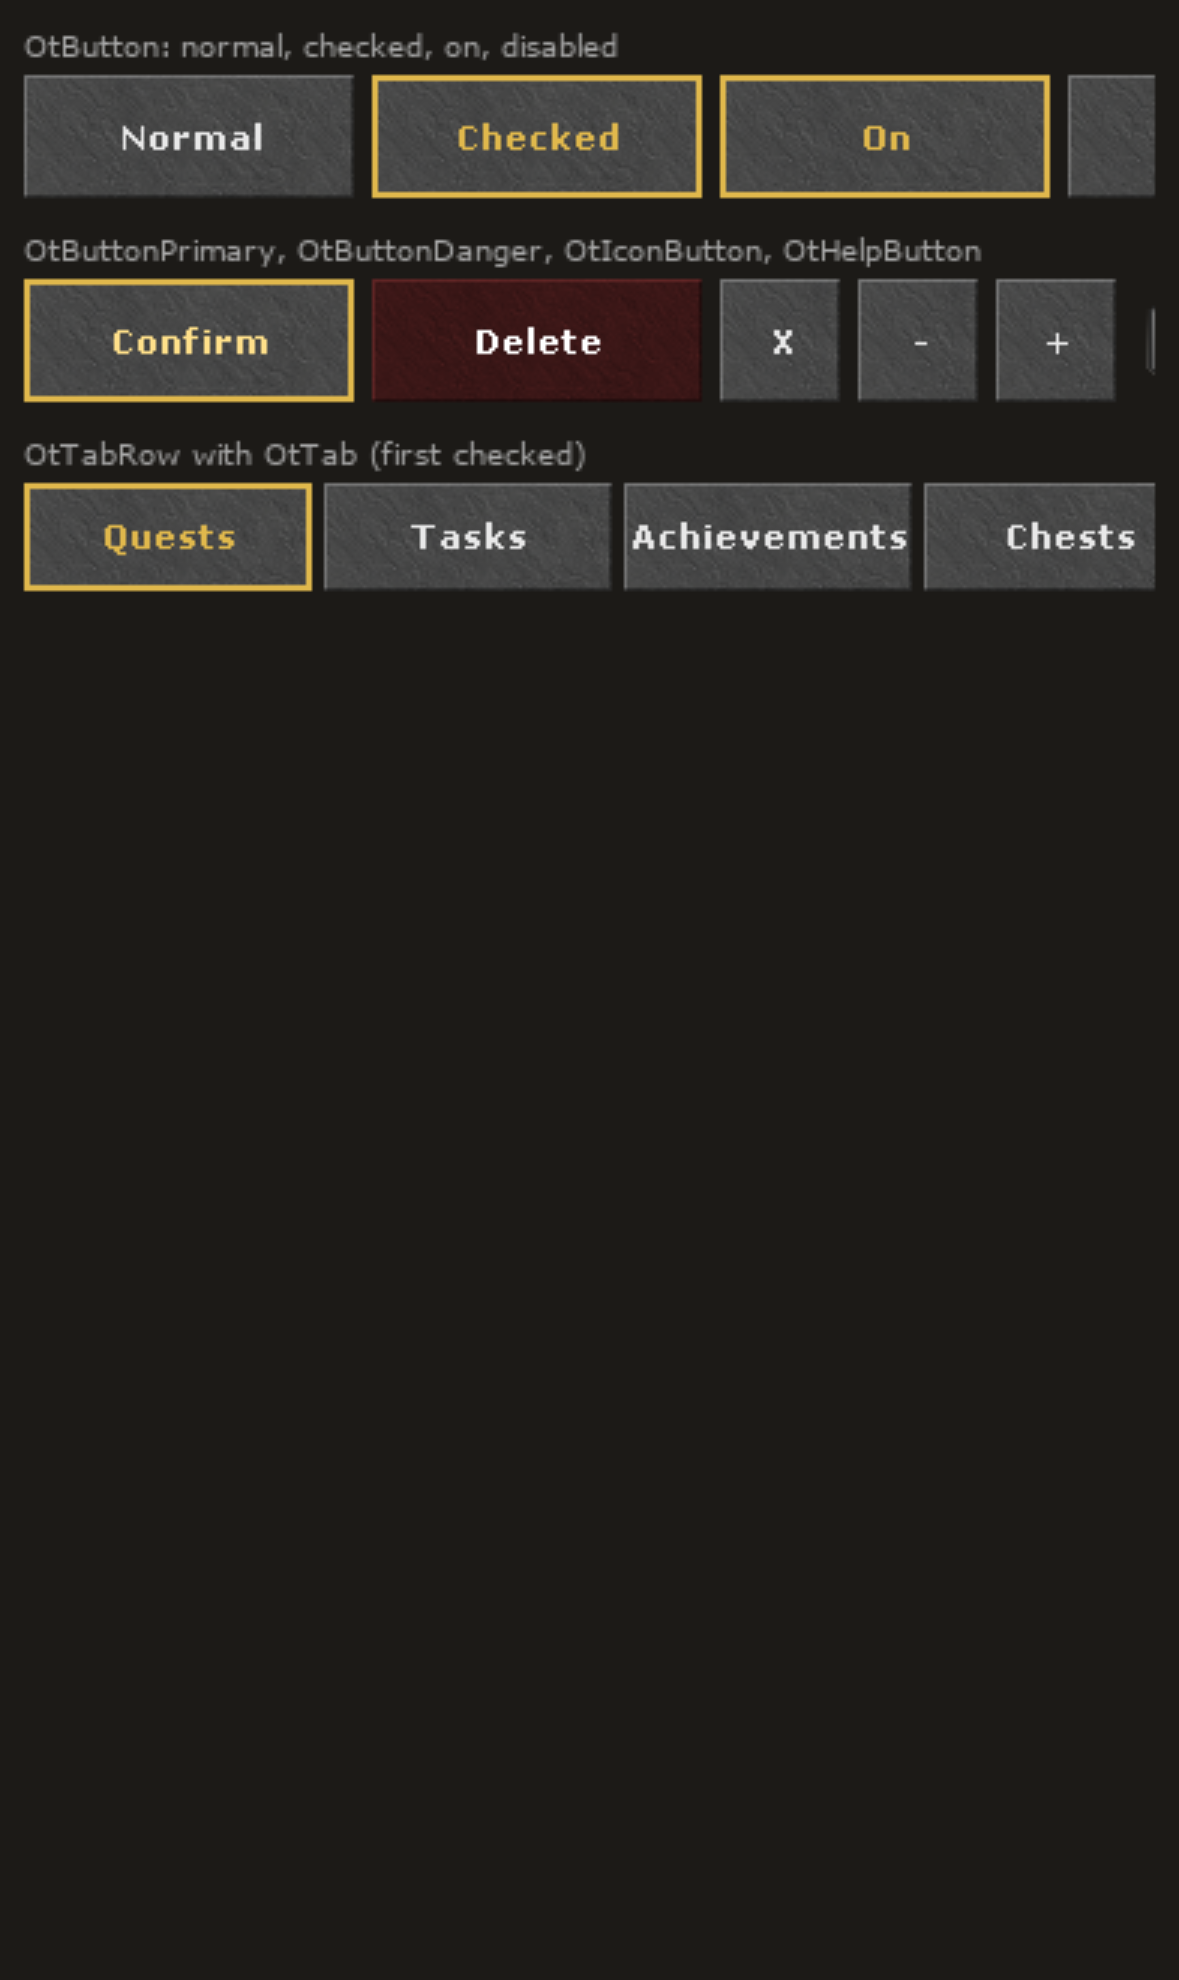 OtButton: normal, checked, on, disabled
Normal Checked On
OtButtonPrimary, OtButtonDanger, OtIconButton, OtHelpButton
Confirm Delete X - +
OtTabRow with OtTab (first checked)
Quests Tasks Achievements Chests